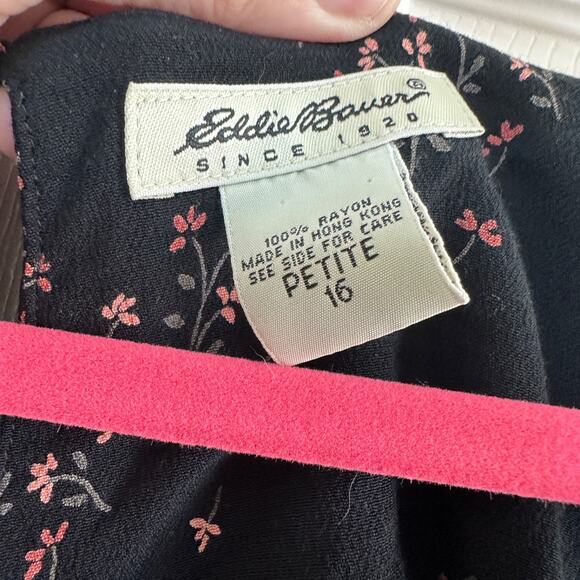 Eddie Bauer®
SINCE 1920
100% RAYON
MADE IN HONG KONG
SEE SIDE FOR CARE
PETITE
16